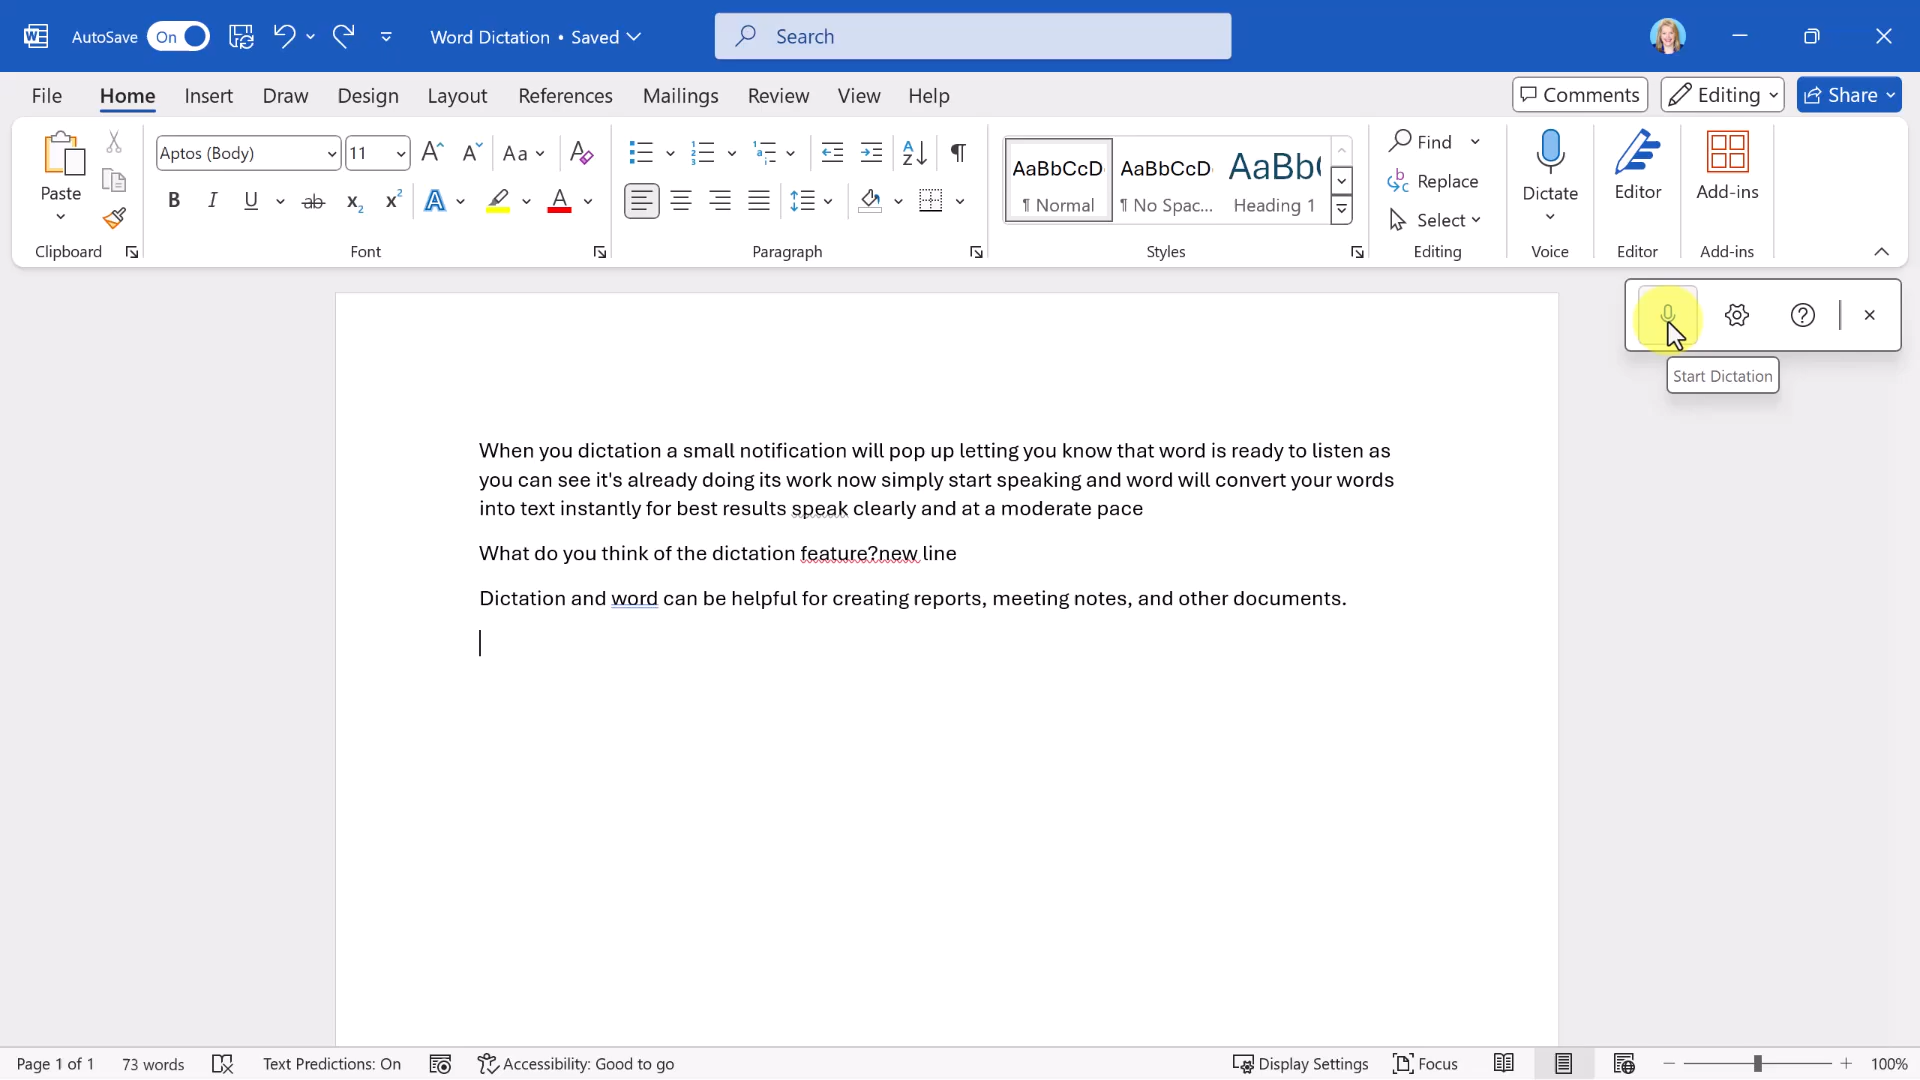 AutoSave On Word Dictation • Saved Search
File Home Insert Draw Design Layout References Mailings Review View Help Comments Editing Share
Paste
Clipboard
Aptos (Body) 11
Font
Paragraph
AaBbCcD AaBbCcD AaBb
¶ Normal ¶ No Spac... Heading 1
Styles
Find
Replace
Select
Editing
Dictate
Voice
Editor
Editor
Add-ins
Add-ins
Start Dictation
When you dictation a small notification will pop up letting you know that word is ready to listen as
you can see it's already doing its work now simply start speaking and word will convert your words
into text instantly for best results speak clearly and at a moderate pace
What do you think of the dictation feature?new line
Dictation and word can be helpful for creating reports, meeting notes, and other documents.
Page 1 of 1 73 words Text Predictions: On Accessibility: Good to go Display Settings Focus 100%